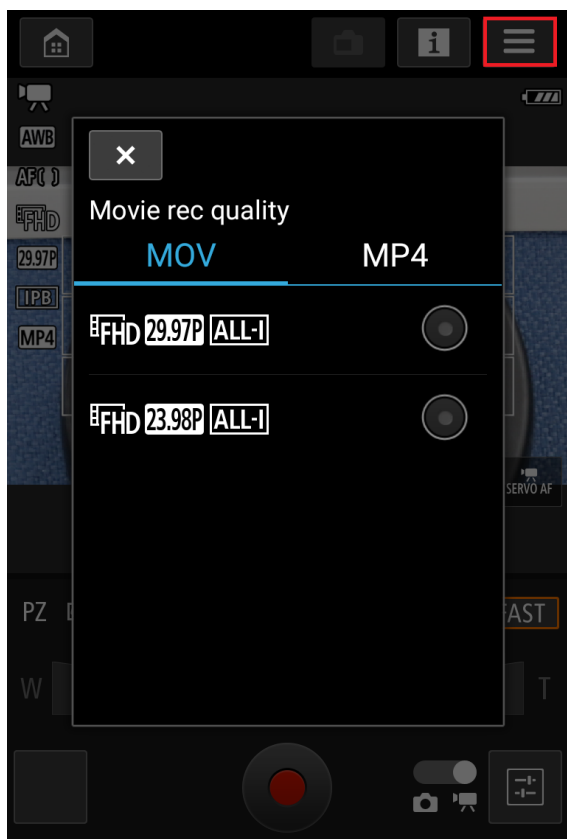 i
AWB
AF( )
FHD
29.97P
IPB
MP4
Movie rec quality
MOV MP4
FHD 29.97P ALL-I
FHD 23.98P ALL-I
SERVO AF
PZ
W T